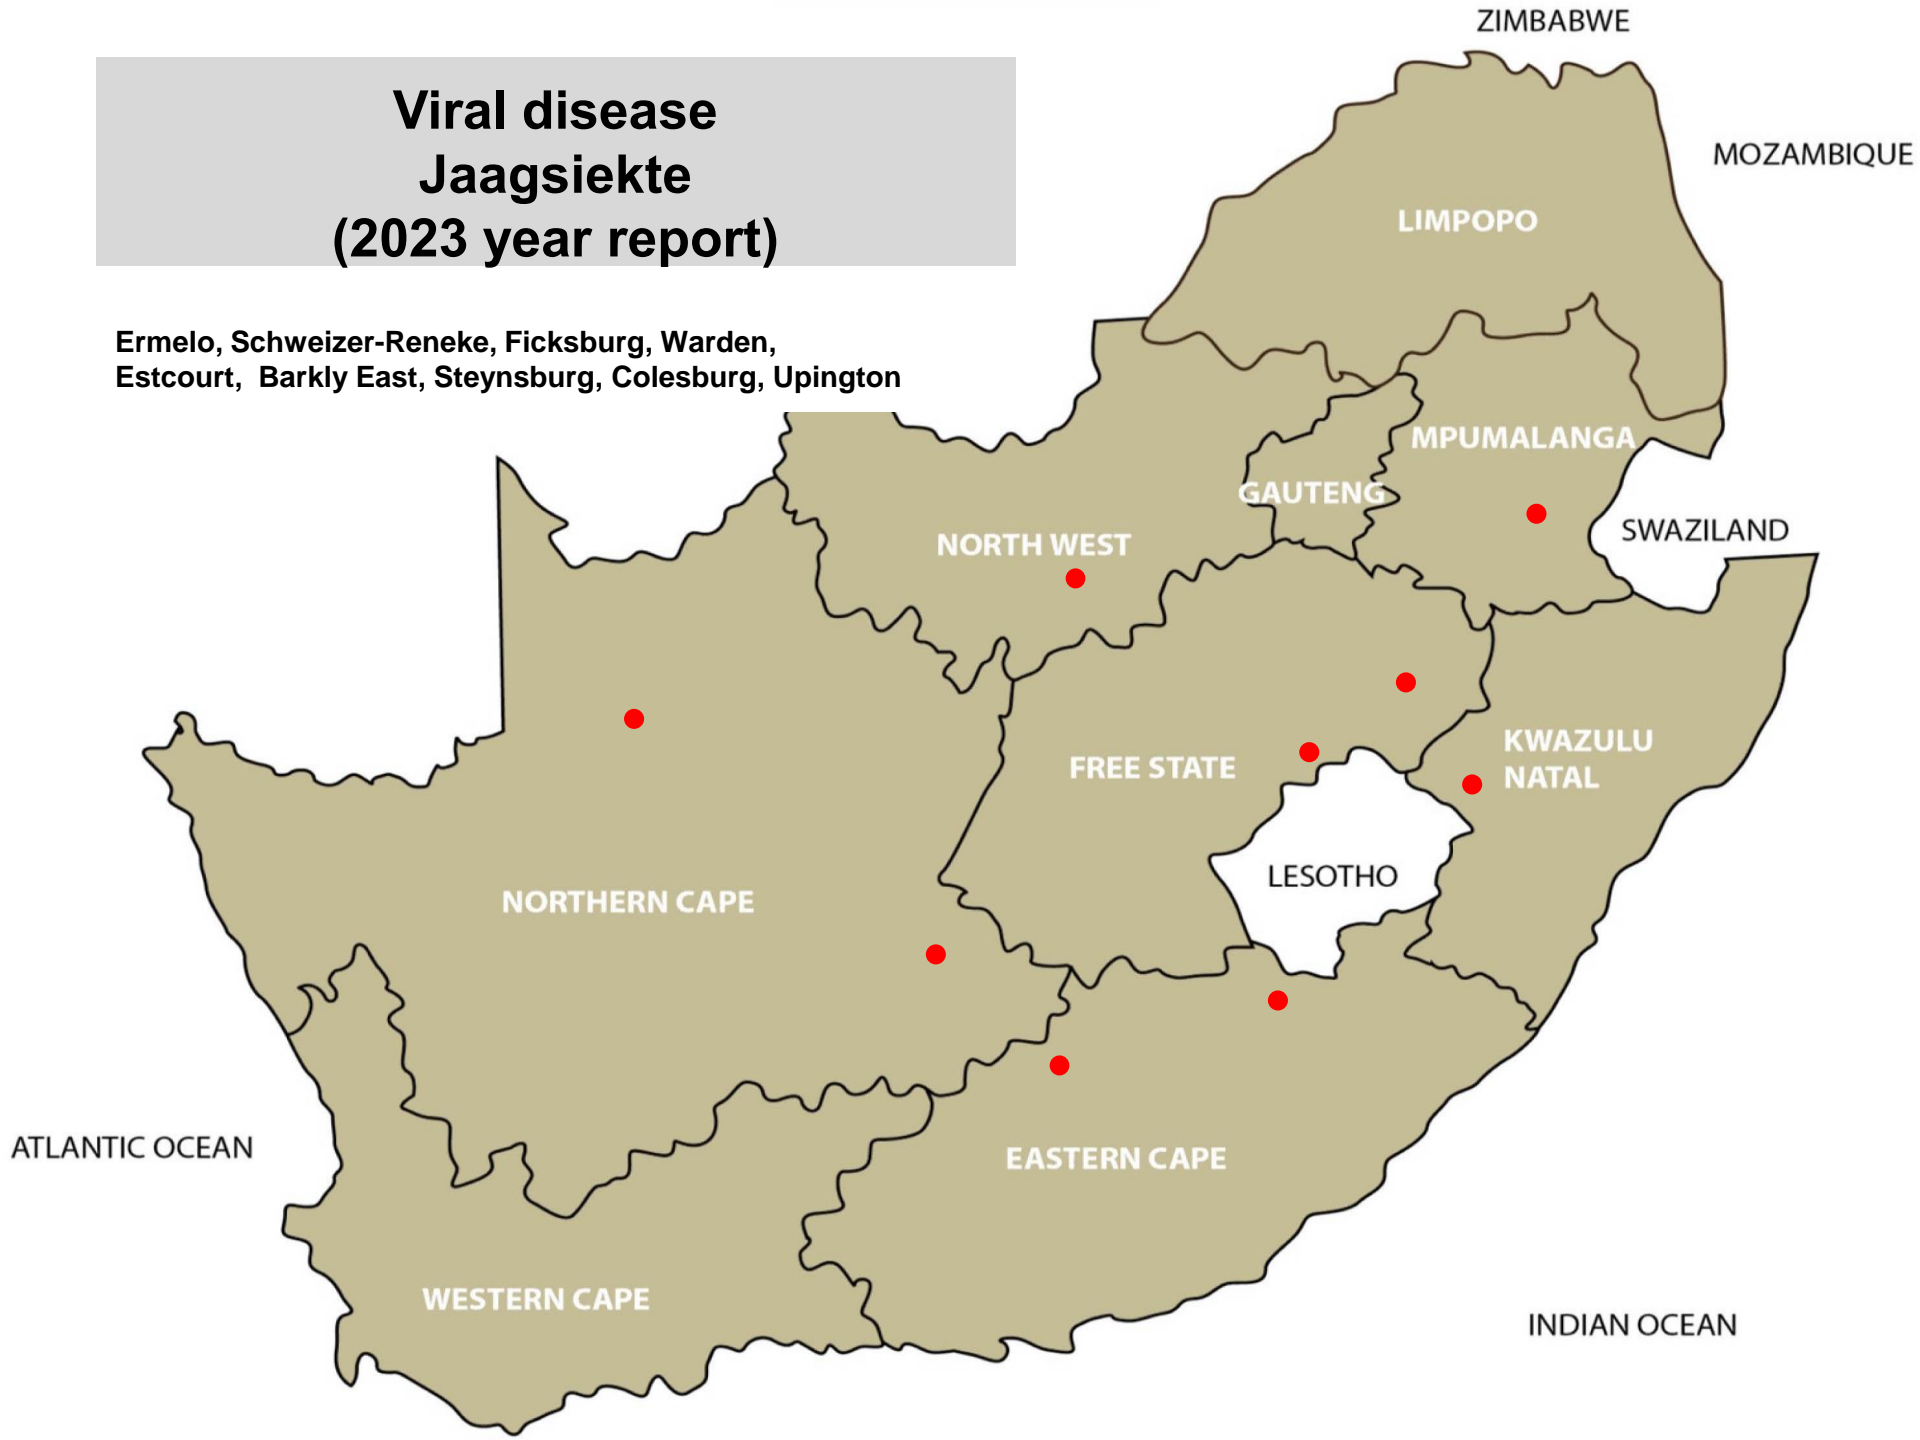 ZIMBABWE
Viral disease
Jaagsiekte
(2023 year report)
MOZAMBIQUE
LIMPOPO
Ermelo, Schweizer-Reneke, Ficksburg, Warden,
Estcourt, Barkly East, Steynsburg, Colesburg, Upington
MPUMALANGA
GAUTENG
SWAZILAND
NORTH WEST
KWAZULU
NATAL
FREE STATE
LESOTHO
NORTHERN CAPE
ATLANTIC OCEAN
EASTERN CAPE
WESTERN CAPE
INDIAN OCEAN